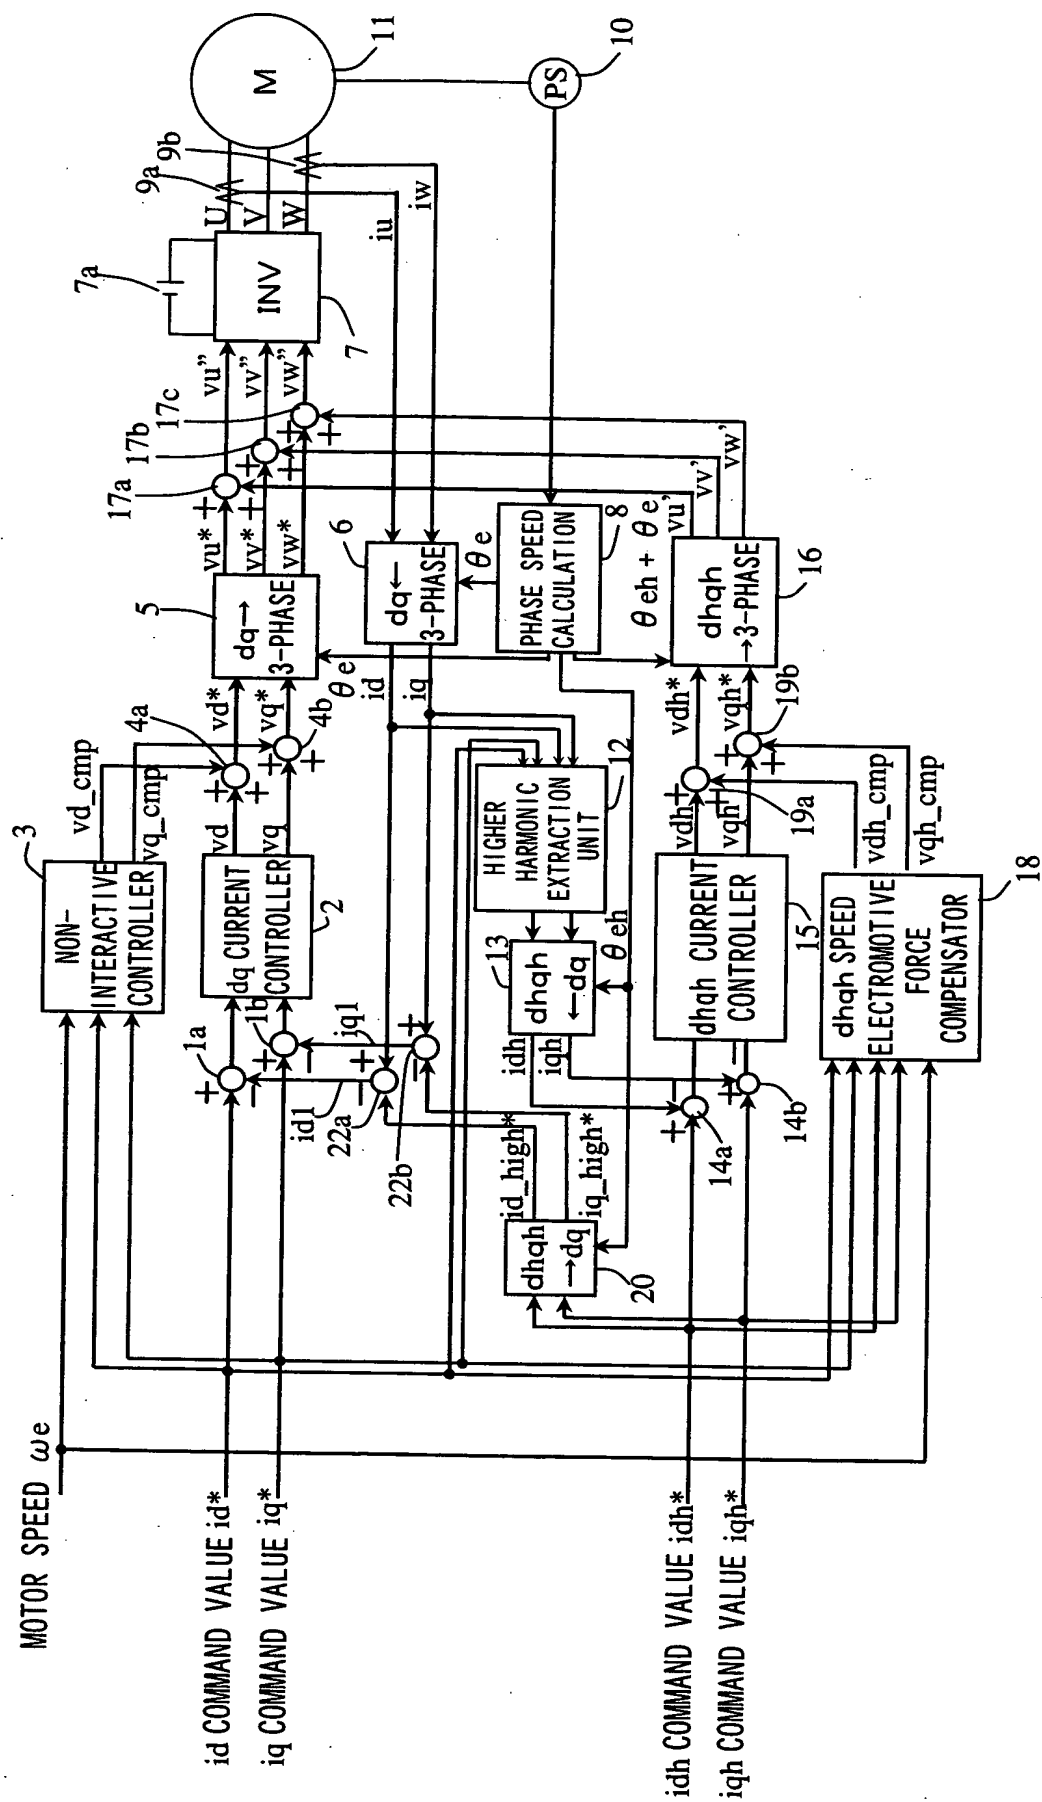 MOTOR SPEED ωe
id COMMAND VALUE id*
iq COMMAND VALUE iq*
idh COMMAND VALUE idh*
iqh COMMAND VALUE iqh*
3
NON-
INTERACTIVE
CONTROLLER
vd_cmp
vq_cmp
1a
+
−
1b
+
−
id1
iq1
dq CURRENT
CONTROLLER
2
vd
vq
4a
+
+
4b
+
+
vd*
vq*
5
dq→
3-PHASE
θe
vu*
vv*
vw*
17a
+
+
17b
+
+
17c
+
+
vu”
vv”
vw”
7a
INV
7
U
V
W
9a
9b
M
11
iu
iw
PS
10
6
dq←
3-PHASE
θe
id
iq
PHASE SPEED
CALCULATION
8
22a
+
−
22b
+
−
HIGHER
HARMONIC
EXTRACTION
UNIT
12
13
dhqh
←dq
θeh
idh
iqh
id_high*
iq_high*
dhqh
→dq
20
14a
+
−
14b
+
−
dhqh CURRENT
CONTROLLER
15
vdh
vqh
19a
+
+
19b
+
+
vdh*
vqh*
θeh + θe
dhqh
→3-PHASE
16
vu’
vv’
vw’
dhqh SPEED
ELECTROMOTIVE
FORCE
COMPENSATOR
18
vdh_cmp
vqh_cmp